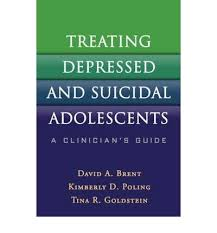 TREATING
DEPRESSED
AND SUICIDAL
ADOLESCENTS
A CLINICIAN'S GUIDE
DAVID A. BRENT
KIMBERLY D. POLING
TINA R. GOLDSTEIN